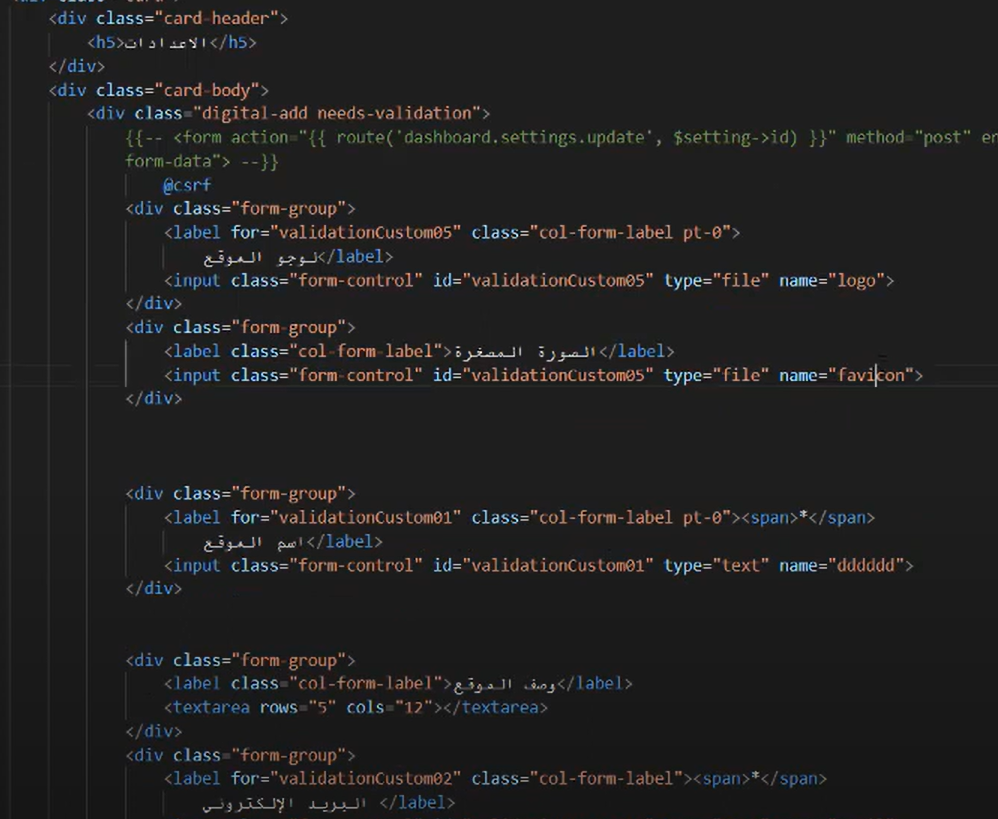 <div class="card-header">
<h5>الاعدادات</h5>
</div>
<div class="card-body">
<div class="digital-add needs-validation">
{{-- <form action="{{ route('dashboard.settings.update', $setting->id) }}" method="post" en
form-data"> --}}
@csrf
<div class="form-group">
<label for="validationCustom05" class="col-form-label pt-0">
لوجو الموقع</label>
<input class="form-control" id="validationCustom05" type="file" name="logo">
</div>
<div class="form-group">
<label class="col-form-label">الصورة المصغرة</label>
<input class="form-control" id="validationCustom05" type="file" name="favicon">
</div>
<div class="form-group">
<label for="validationCustom01" class="col-form-label pt-0"><span>*</span>
اسم الموقع</label>
<input class="form-control" id="validationCustom01" type="text" name="dddddd">
</div>
<div class="form-group">
<label class="col-form-label">وصف الموقع</label>
<textarea rows="5" cols="12"></textarea>
</div>
<div class="form-group">
<label for="validationCustom02" class="col-form-label"><span>*</span>
البريد الإلكتروني </label>